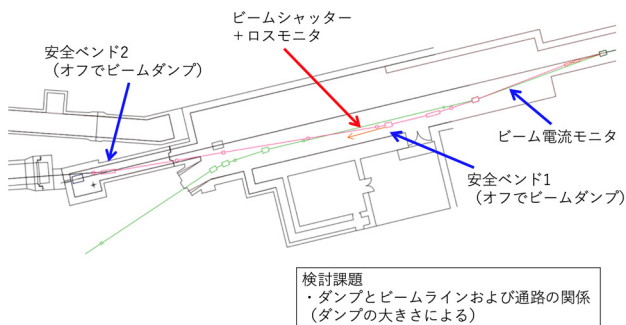 ビームシャッター
＋ロスモニタ
安全ベンド2
（オフでビームダンプ）
ビーム電流モニタ
安全ベンド1
（オフでビームダンプ）
検討課題
・ダンプとビームラインおよび通路の関係
（ダンプの大きさによる）